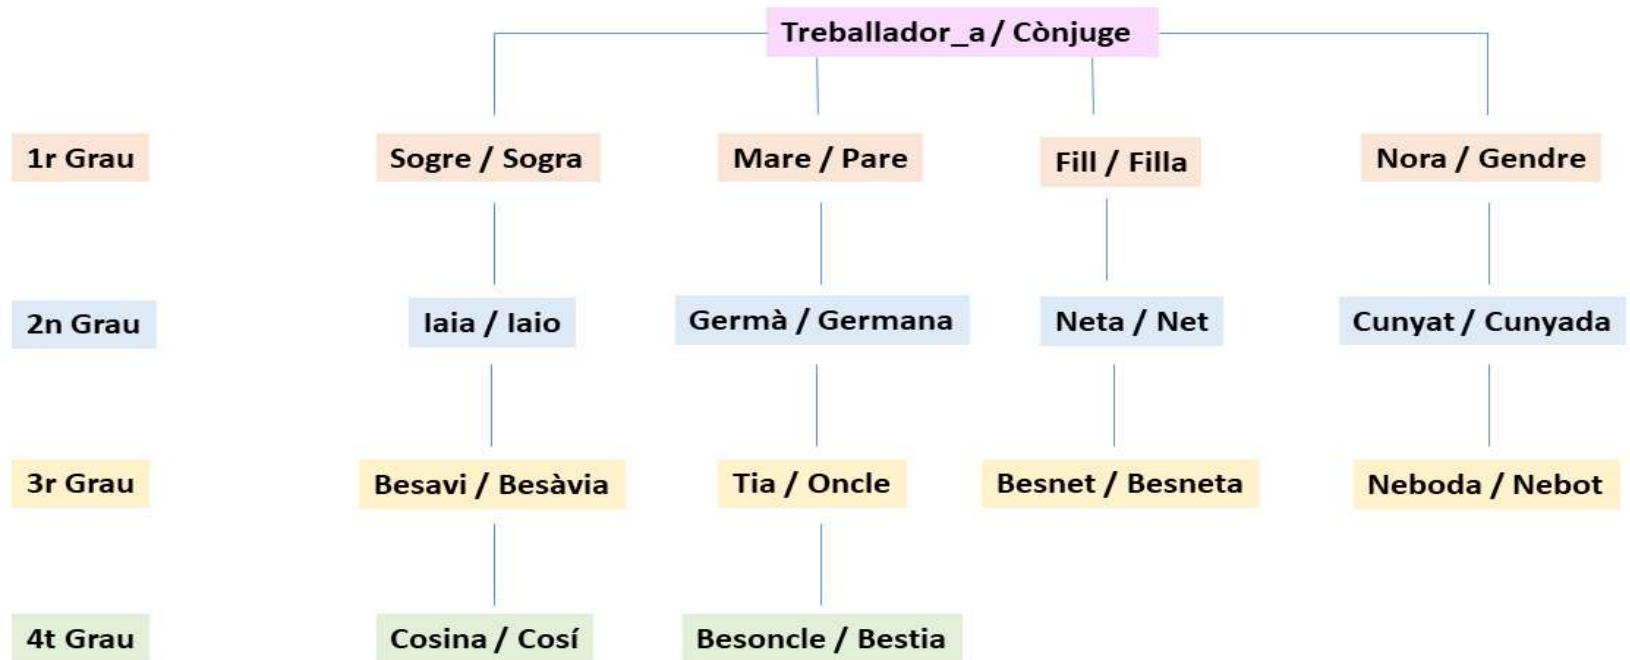 Treballador_a / Cònjuge
1r Grau
Sogre / Sogra
Mare / Pare
Fill / Filla
Nora / Gendre
2n Grau
Iaia / Iaio
Germà / Germana
Neta / Net
Cunyat / Cunyada
3r Grau
Besavi / Besàvia
Tia / Oncle
Besnet / Besneta
Neboda / Nebot
4t Grau
Cosina / Cosí
Besoncle / Bestia